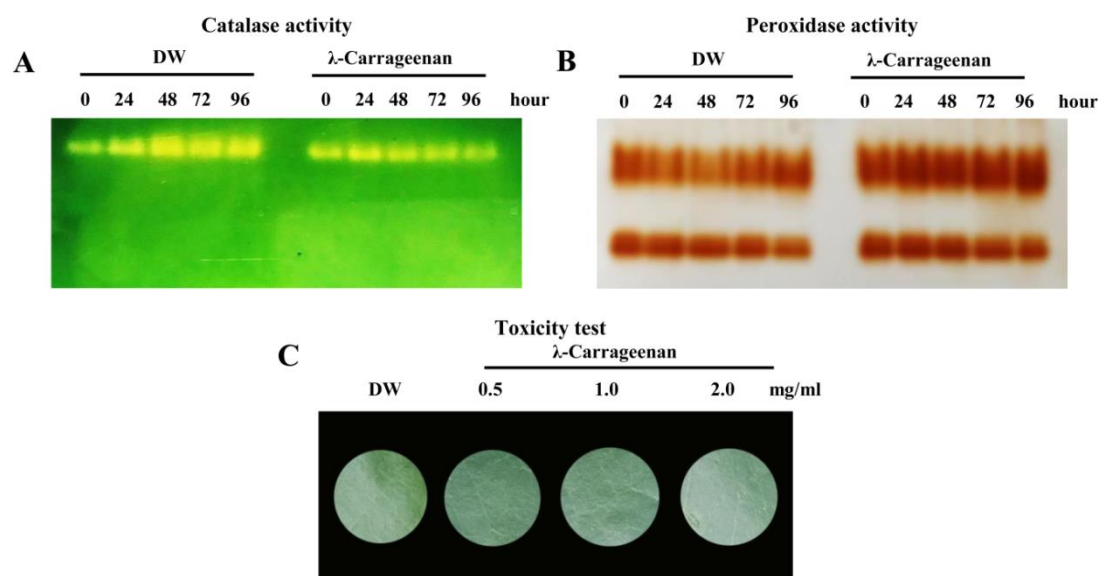 Catalase activity
A
DW
λ-Carrageenan
0 24 48 72 96 0 24 48 72 96 hour
Peroxidase activity
B
DW
λ-Carrageenan
0 24 48 72 96 0 24 48 72 96 hour
Toxicity test
C
λ-Carrageenan
DW 0.5 1.0 2.0 mg/ml